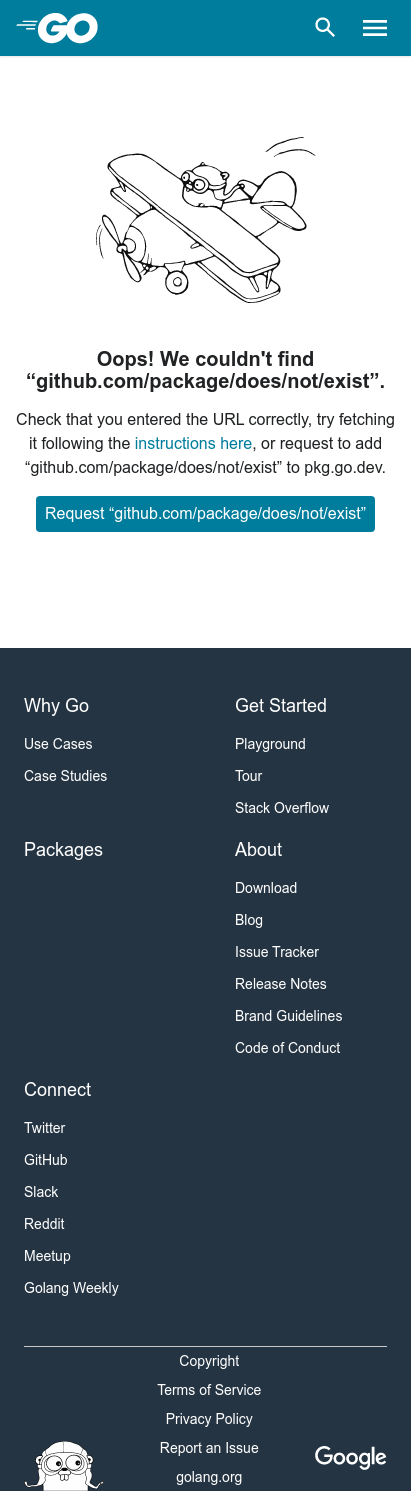 GO
Oops! We couldn't find
“github.com/package/does/not/exist”.
Check that you entered the URL correctly, try fetching
it following the instructions here, or request to add
“github.com/package/does/not/exist” to pkg.go.dev.
Request “github.com/package/does/not/exist”
Why Go
Use Cases
Case Studies
Get Started
Playground
Tour
Stack Overflow
Packages
About
Download
Blog
Issue Tracker
Release Notes
Brand Guidelines
Code of Conduct
Connect
Twitter
GitHub
Slack
Reddit
Meetup
Golang Weekly
Copyright
Terms of Service
Privacy Policy
Report an Issue
golang.org
Google